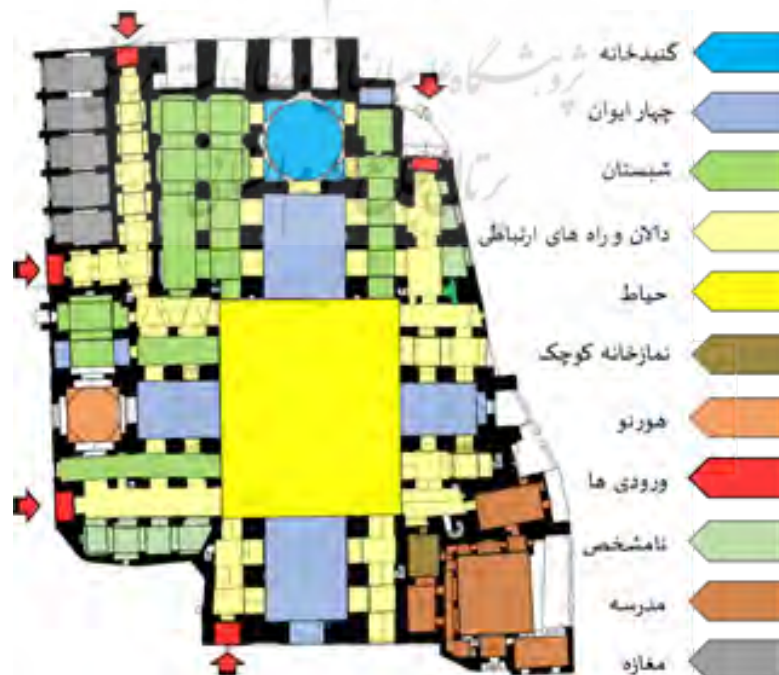 گنبدخانه
چهار ایوان
شبستان
دالان و راه های ارتباطی
حیاط
نمازخانه کوچک
هورنو
ورودی ها
نامشخص
مدرسه
مغازه